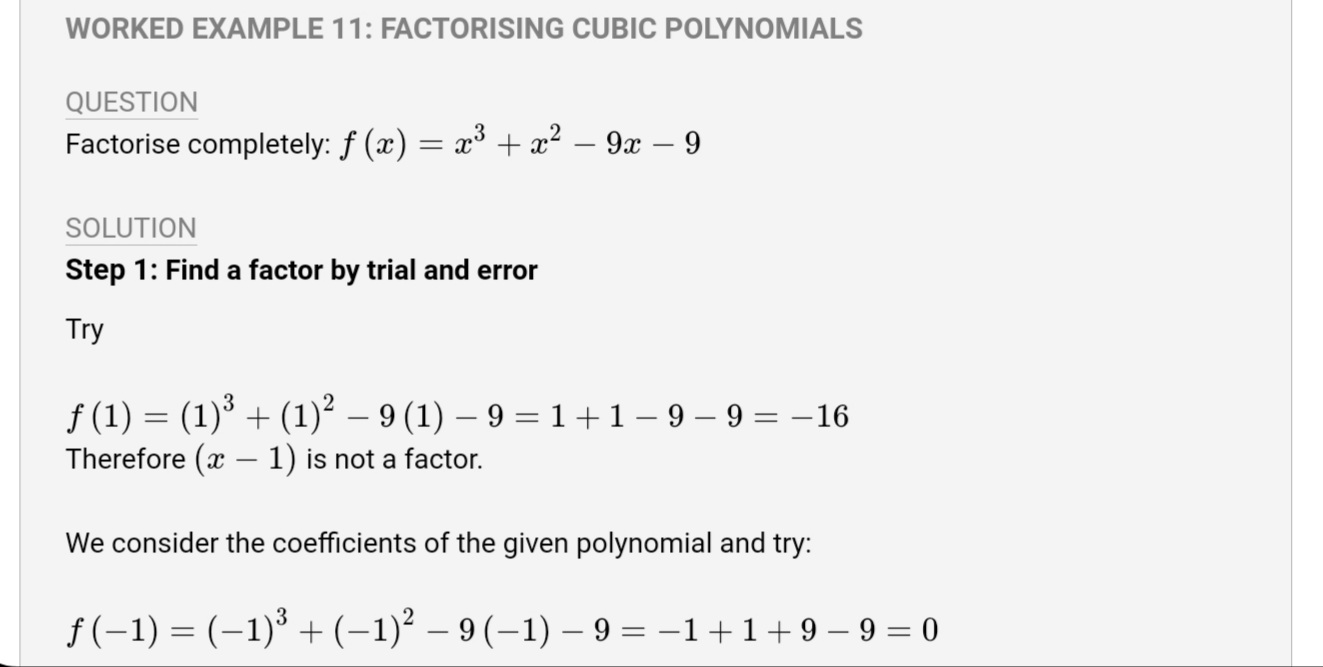 WORKED EXAMPLE 11: FACTORISING CUBIC POLYNOMIALS
QUESTION
Factorise completely: f (x) = x³ + x² − 9x − 9
SOLUTION
Step 1: Find a factor by trial and error
Try
f (1) = (1)³ + (1)² − 9 (1) − 9 = 1 + 1 − 9 − 9 = −16
Therefore (x − 1) is not a factor.
We consider the coefficients of the given polynomial and try:
f (−1) = (−1)³ + (−1)² − 9 (−1) − 9 = −1 + 1 + 9 − 9 = 0